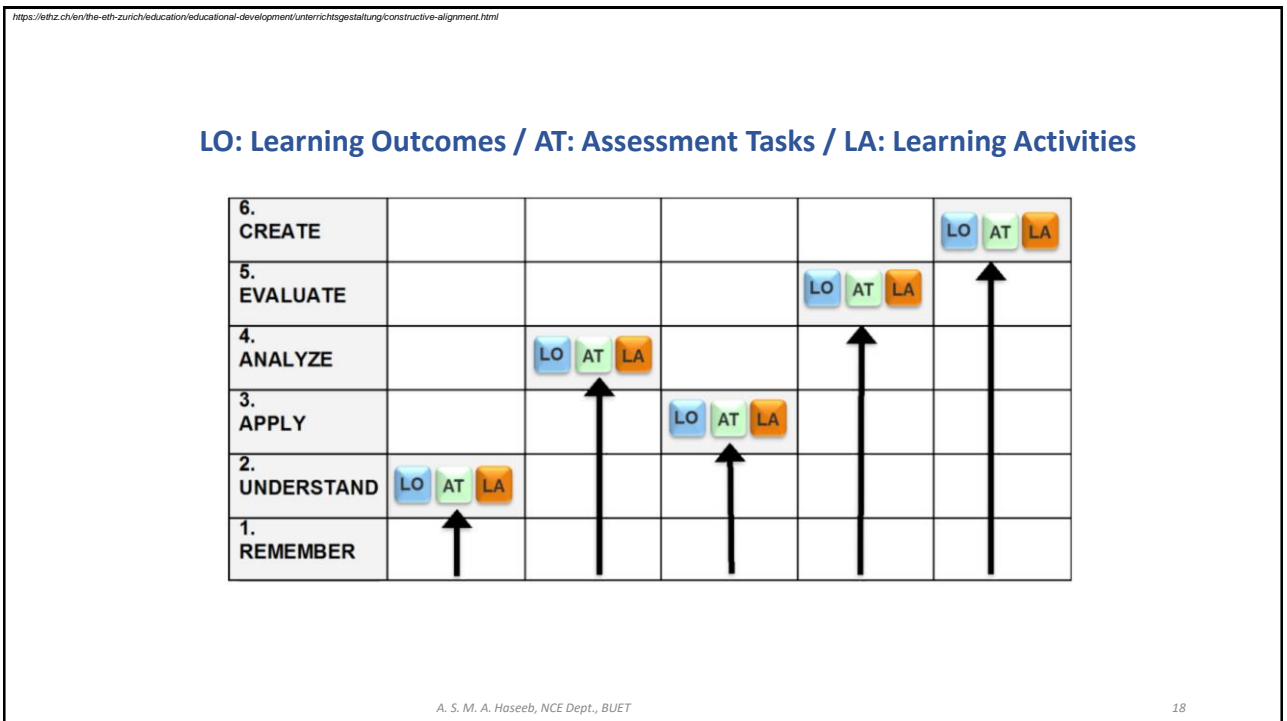 https://ethz.ch/en/the-eth-zurich/education/educational-development/unterrichtsgestaltung/constructive-alignment.html
LO: Learning Outcomes / AT: Assessment Tasks / LA: Learning Activities
6.
CREATE
LO AT LA
5.
EVALUATE
LO AT LA
4.
ANALYZE
LO AT LA
3.
APPLY
LO AT LA
2.
UNDERSTAND
LO AT LA
1.
REMEMBER
A. S. M. A. Haseeb, NCE Dept., BUET
18